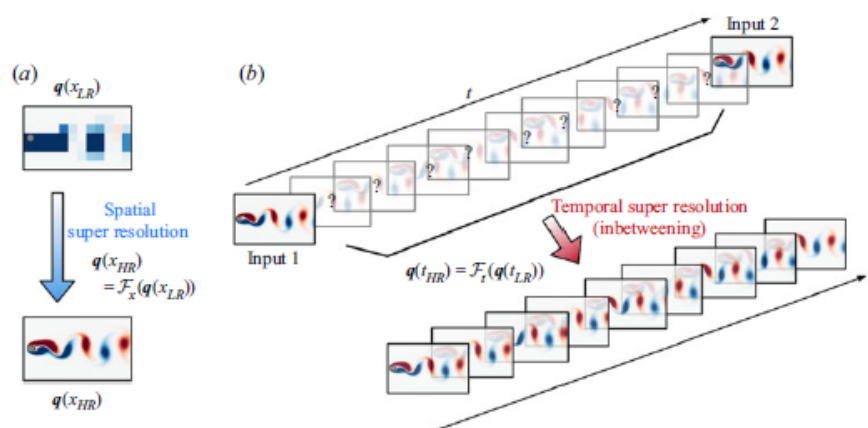 (a)
q(x_LR)
Spatial
super resolution
q(x_HR)
= F_x(q(x_LR))
q(x_HR)
(b)
Input 2
t
? ? ? ? ? ? ? ? ?
Input 1
Temporal super resolution
(inbetweening)
q(t_HR) = F_t(q(t_LR))